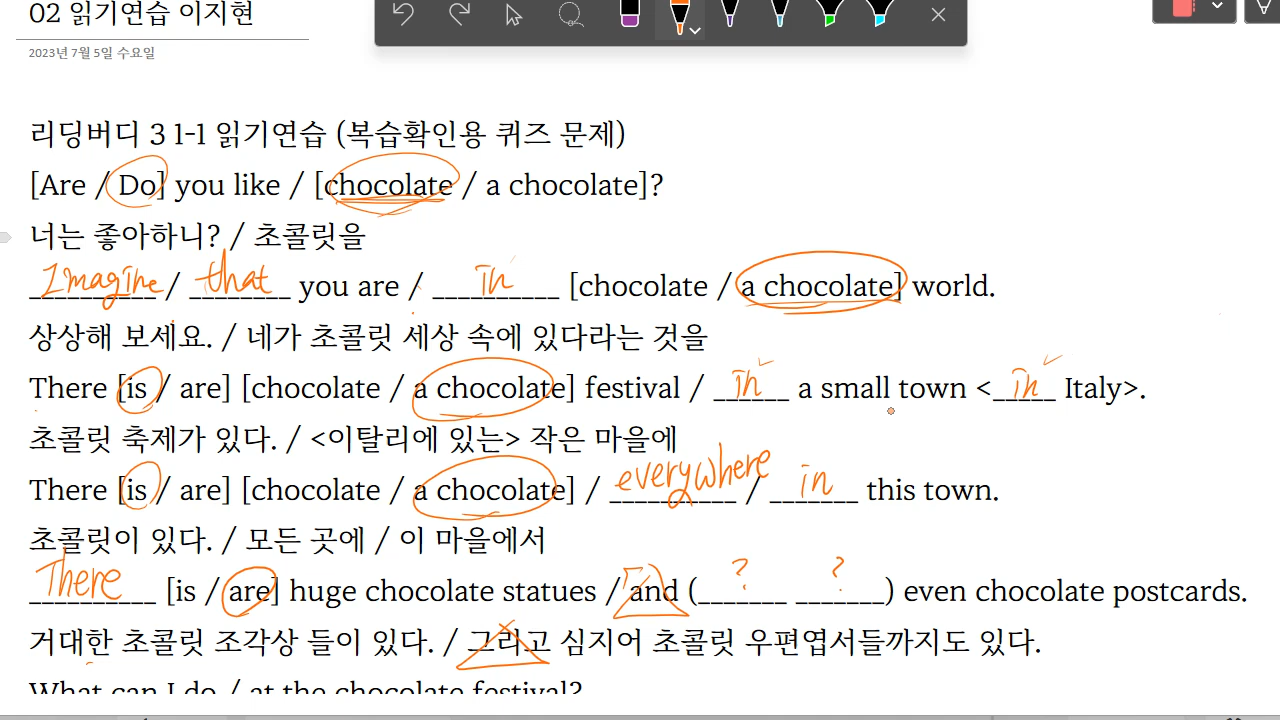 02 읽기연습 이지현
2023년 7월 5일 수요일
리딩버디 3 1-1 읽기연습 (복습확인용 퀴즈 문제)
[Are / Do] you like / [chocolate / a chocolate]?
너는 좋아하니? / 초콜릿을
Imagine / that you are / in [chocolate / a chocolate] world.
상상해 보세요. / 네가 초콜릿 세상 속에 있다라는 것을
There [is / are] [chocolate / a chocolate] festival / in a small town <in Italy>.
초콜릿 축제가 있다. / <이탈리에 있는> 작은 마을에
There [is / are] [chocolate / a chocolate] / everywhere / in this town.
초콜릿이 있다. / 모든 곳에 / 이 마을에서
There [is / are] huge chocolate statues / and (? ?) even chocolate postcards.
거대한 초콜릿 조각상 들이 있다. / 그리고 심지어 초콜릿 우편엽서들까지도 있다.
What can I do / at the chocolate festival?